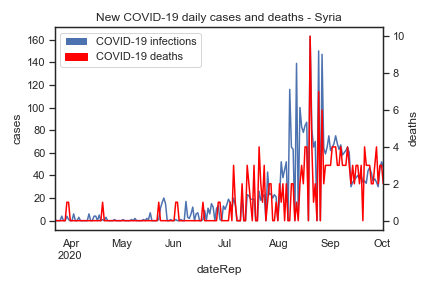 New COVID-19 daily cases and deaths - Syria
COVID-19 infections
COVID-19 deaths
160
140
120
100
80
60
40
20
0
cases
10
8
6
4
2
0
deaths
Apr May Jun Jul Aug Sep Oct
2020
dateRep